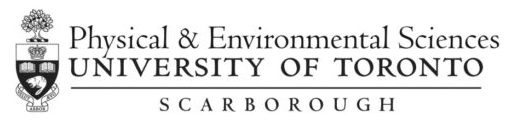 Physical & Environmental Sciences
UNIVERSITY OF TORONTO
SCARBOROUGH